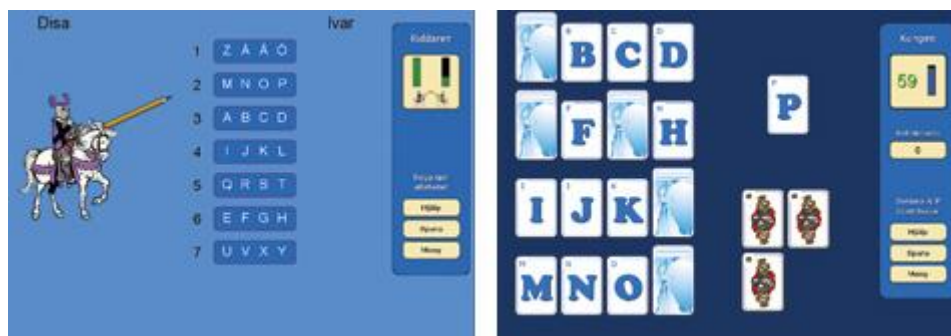 Disa Ivar
1 Z Å Ä Ö
2 M N O P
3 A B C D
4 I J K L
5 Q R S T
6 E F G H
7 U V X Y
Riddaren
Hjälp
Spara
Meny
B C D
F H
I J K
M N O
P
Kungen
59
0
Hjälp
Spara
Meny